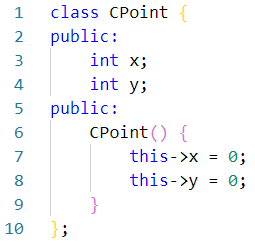 1 class CPoint {
2 public:
3     int x;
4     int y;
5 public:
6     CPoint() {
7         this->x = 0;
8         this->y = 0;
9     }
10 };